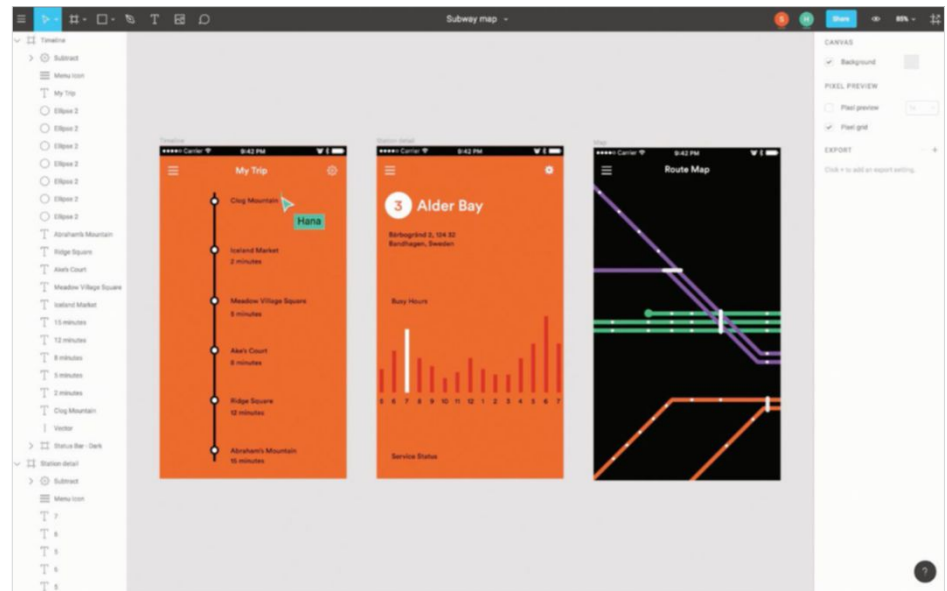 Subway map
S
H
Share
85%
Timeline
Subtract
Menu Icon
My Trip
Ellipse 2
Ellipse 2
Ellipse 2
Ellipse 2
Ellipse 2
Ellipse 2
Ellipse 2
Abraham's Mountain
Ridge Square
Ake's Court
Meadow Village Square
Iceland Market
15 minutes
12 minutes
8 minutes
5 minutes
2 minutes
Clog Mountain
Vector
Status Bar - Dark
Station detail
Subtract
Menu Icon
7
6
5
5
Timeline
Carrier
9:42 PM
My Trip
Clog Mountain
Hana
Iceland Market
2 minutes
Meadow Village Square
5 minutes
Ake's Court
8 minutes
Ridge Square
12 minutes
Abraham's Mountain
15 minutes
Station detail
Carrier
9:42 PM
3 Alder Bay
Bandhagen, Sweden
Busy Hours
5 6 7 8 9 10 11 12 1 2 3 4 5 6 7
Service Status
Map
Carrier
9:42 PM
Route Map
CANVAS
Background
PIXEL PREVIEW
Pixel preview
Pixel grid
EXPORT
Click + to add an export setting.
?